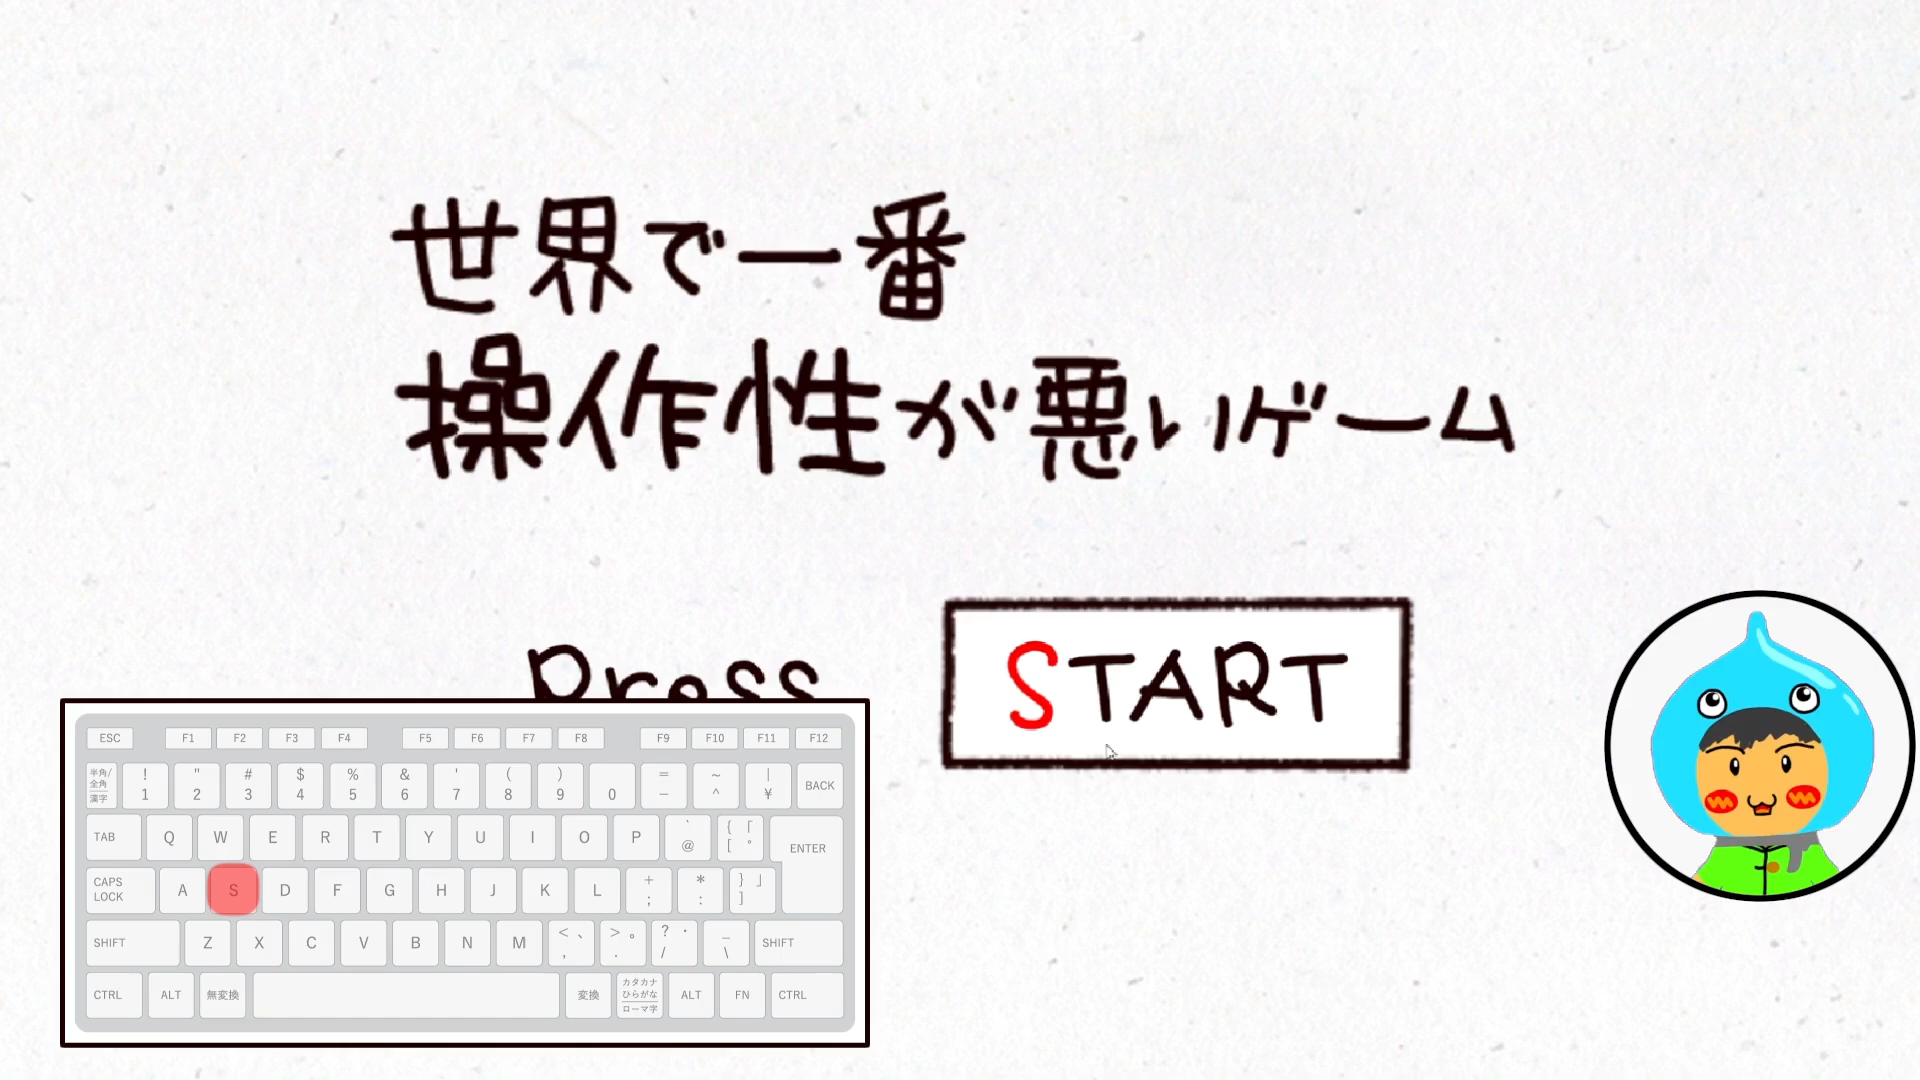 世界で一番
操作性が悪いゲーム
Press START
ESC F1 F2 F3 F4 F5 F6 F7 F8 F9 F10 F11 F12
半角/全角 漢字 ! 1 " 2 # 3 $ 4 % 5 & 6 ' 7 ( 8 ) 9 0 = － ~ ^ | ¥ BACK
TAB Q W E R T Y U I O P ` @ { 「 [ ° ENTER
CAPS LOCK A S D F G H J K L + ; * : } 」 ]
SHIFT Z X C V B N M < 、 , > 。 . ? ・ / _ \ SHIFT
CTRL ALT 無変換 変換 カタカナ ひらがな ローマ字 ALT FN CTRL